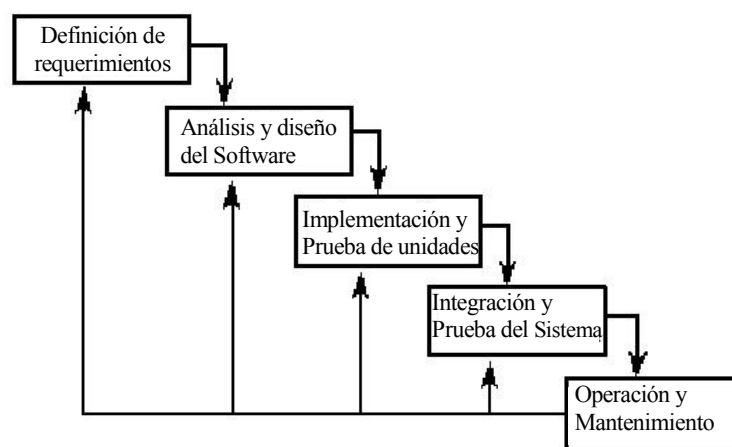 Definición de
requerimientos
Análisis y diseño
del Software
Implementación y
Prueba de unidades
Integración y
Prueba del Sistema
Operación y
Mantenimiento